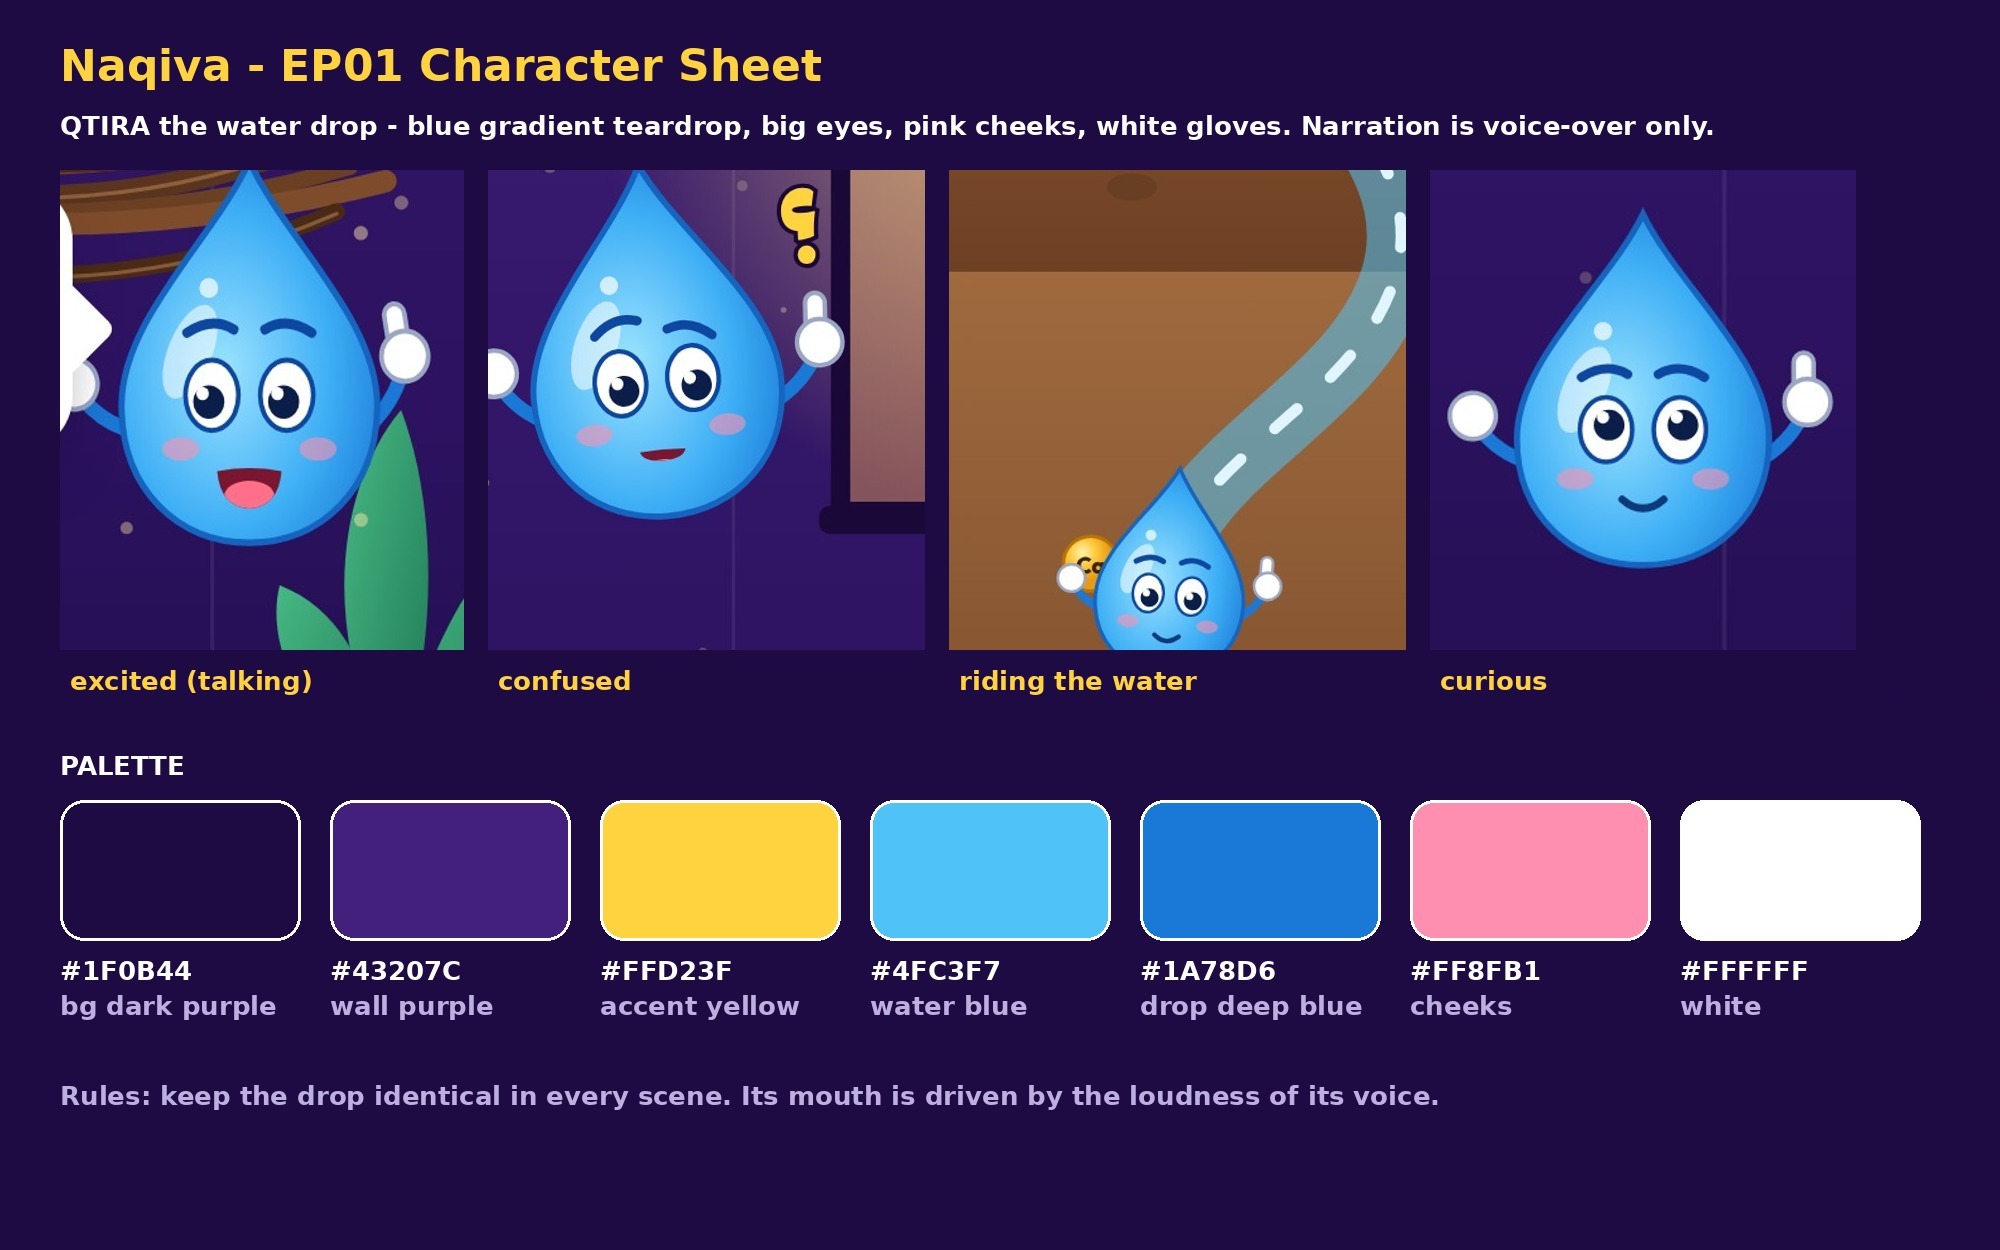 Naqiva - EP01 Character Sheet
QTIRA the water drop - blue gradient teardrop, big eyes, pink cheeks, white gloves. Narration is voice-over only.
؟
excited (talking)
confused
riding the water
curious
PALETTE
#1F0B44
bg dark purple
#43207C
wall purple
#FFD23F
accent yellow
#4FC3F7
water blue
#1A78D6
drop deep blue
#FF8FB1
cheeks
#FFFFFF
white
Rules: keep the drop identical in every scene. Its mouth is driven by the loudness of its voice.